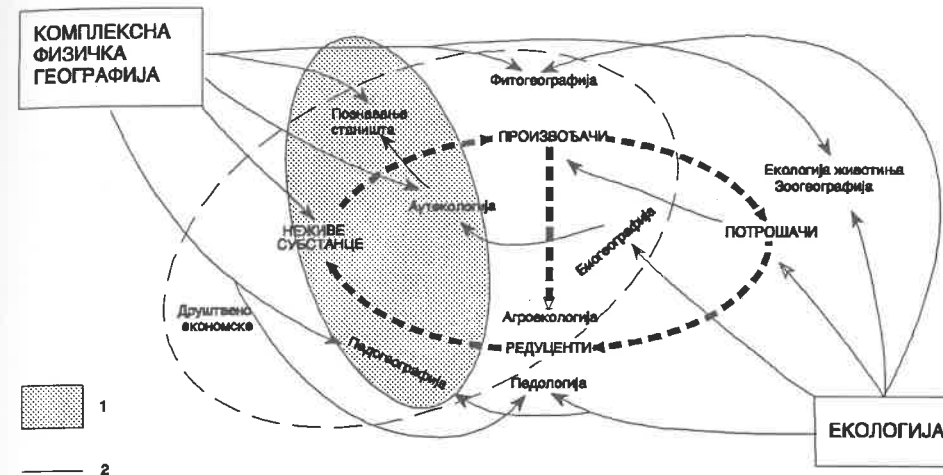 КОМПЛЕКСНА
ФИЗИЧКА
ГЕОГРАФИЈА
Фитогеографија
Познавање
станишта
ПРОИЗВОЂАЧИ
Екологија животиња
Зоогеографија
Аутекологија
НЕЖИВЕ
СУБСТАНЦЕ
Биогеографија
ПОТРОШАЧИ
Друштвено
економске
Агроекологија
Педогеографија
РЕДУЦЕНТИ
Педологија
1
ЕКОЛОГИЈА
2